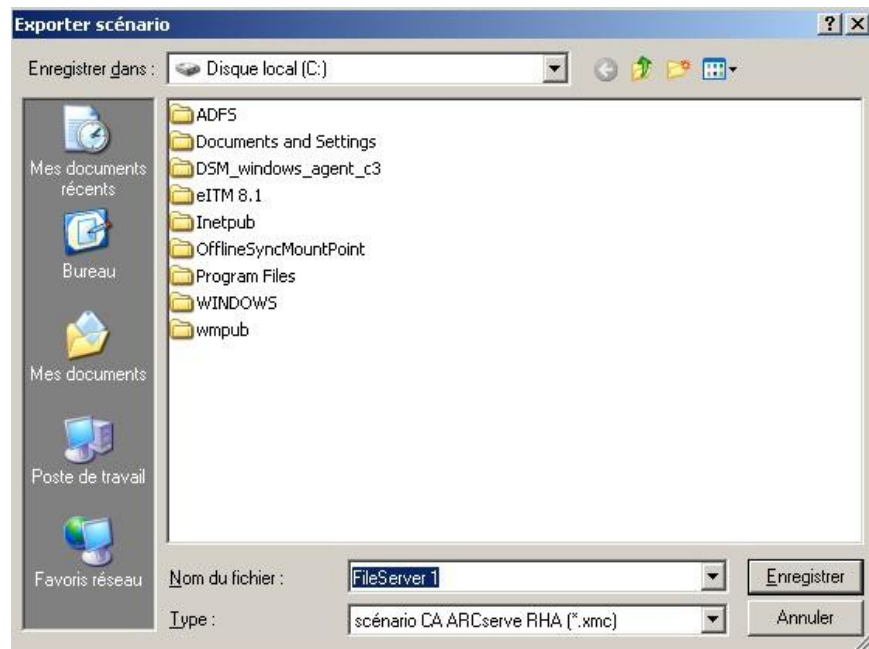 Exporter scénario
Enregistrer dans :
Disque local (C:)
Mes documents
récents
Bureau
Mes documents
Poste de travail
Favoris réseau
ADFS
Documents and Settings
DSM_windows_agent_c3
eITM 8.1
Inetpub
OfflineSyncMountPoint
Program Files
WINDOWS
wmpub
Nom du fichier :
FileServer 1
Enregistrer
Type :
scénario CA ARCserve RHA (*.xmc)
Annuler